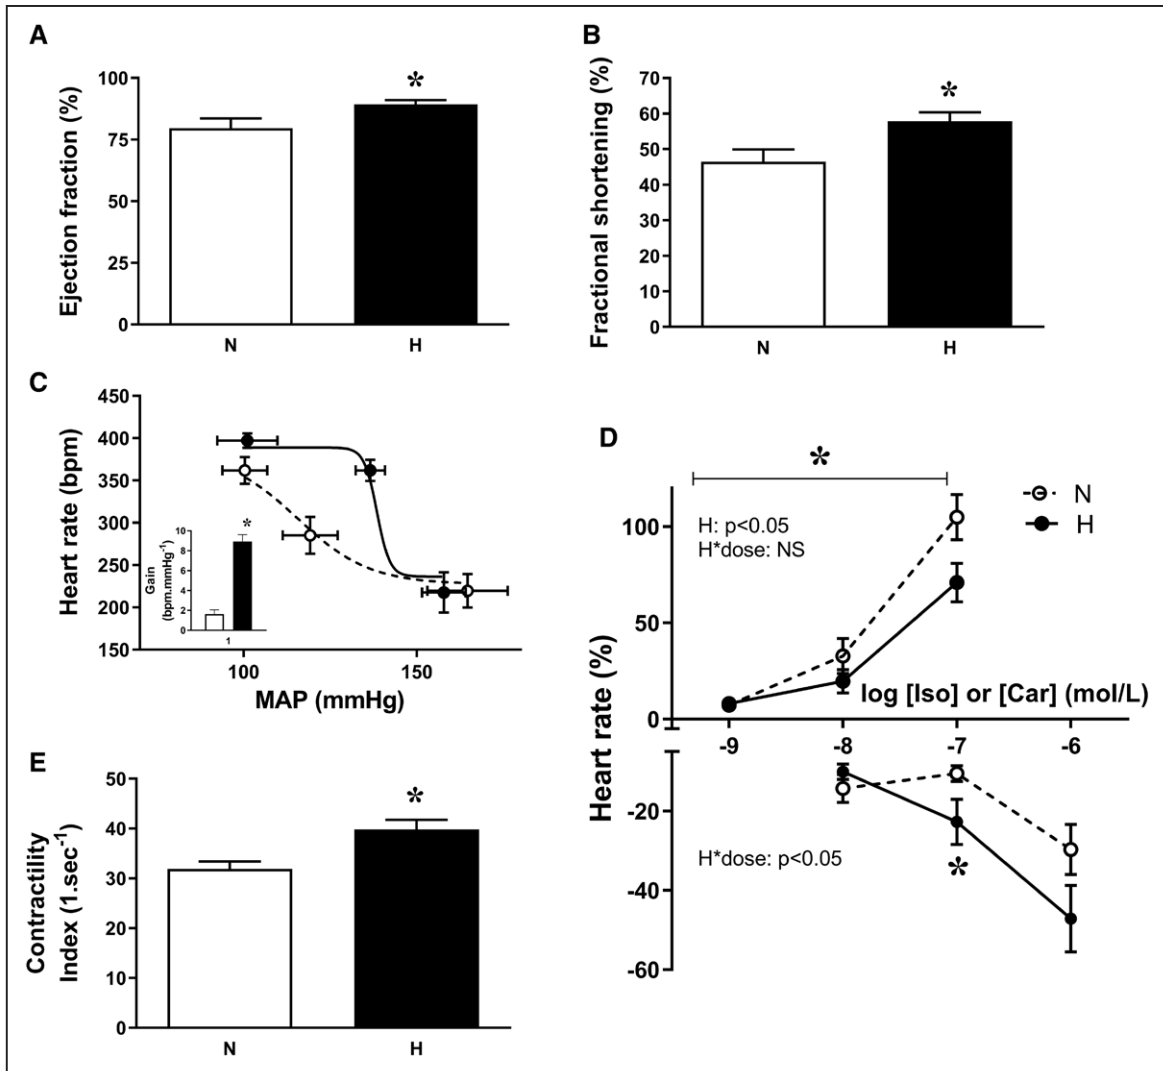 A
Ejection fraction (%)
100
75
50
25
0
*
N
H
B
Fractional shortening (%)
70
60
50
40
30
20
10
0
*
N
H
C
Heart rate (bpm)
450
400
350
300
250
200
150
100
150
MAP (mmHg)
Gain
(bpm.mmHg-1)
10
8
6
4
2
0
*
1
D
*
N
H
H: p<0.05
H*dose: NS
Heart rate (%)
100
50
0
log [Iso] or [Car] (mol/L)
-9
-8
-7
-6
-20
-40
-60
H*dose: p<0.05
*
E
Contractility
Index (1.sec-1)
50
40
30
20
10
0
*
N
H